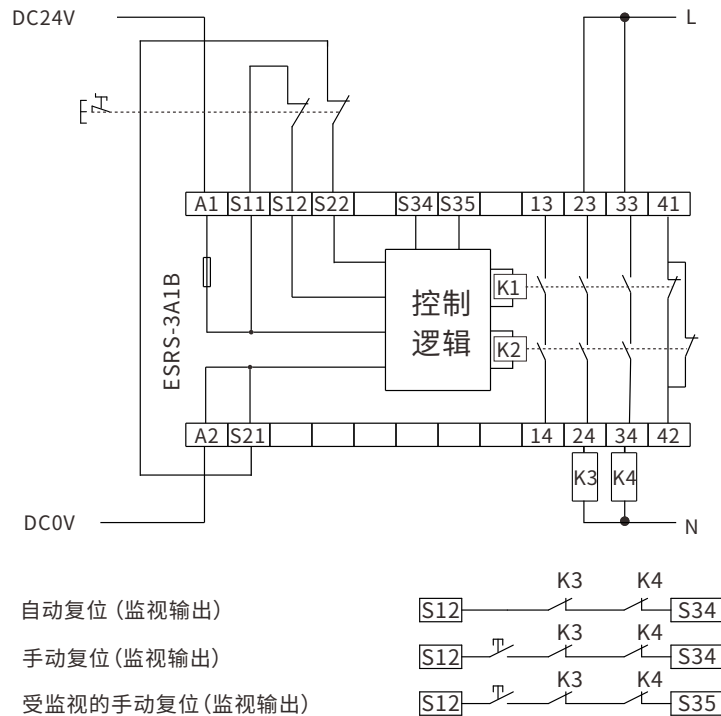 DC24V
L
A1 S11 S12 S22 S34 S35 13 23 33 41
ESRS-3A1B
控制
逻辑
K1
K2
A2 S21 14 24 34 42
K3 K4
DC0V
N
自动复位(监视输出)
S12 K3 K4 S34
手动复位(监视输出)
S12 K3 K4 S34
受监视的手动复位(监视输出)
S12 K3 K4 S35